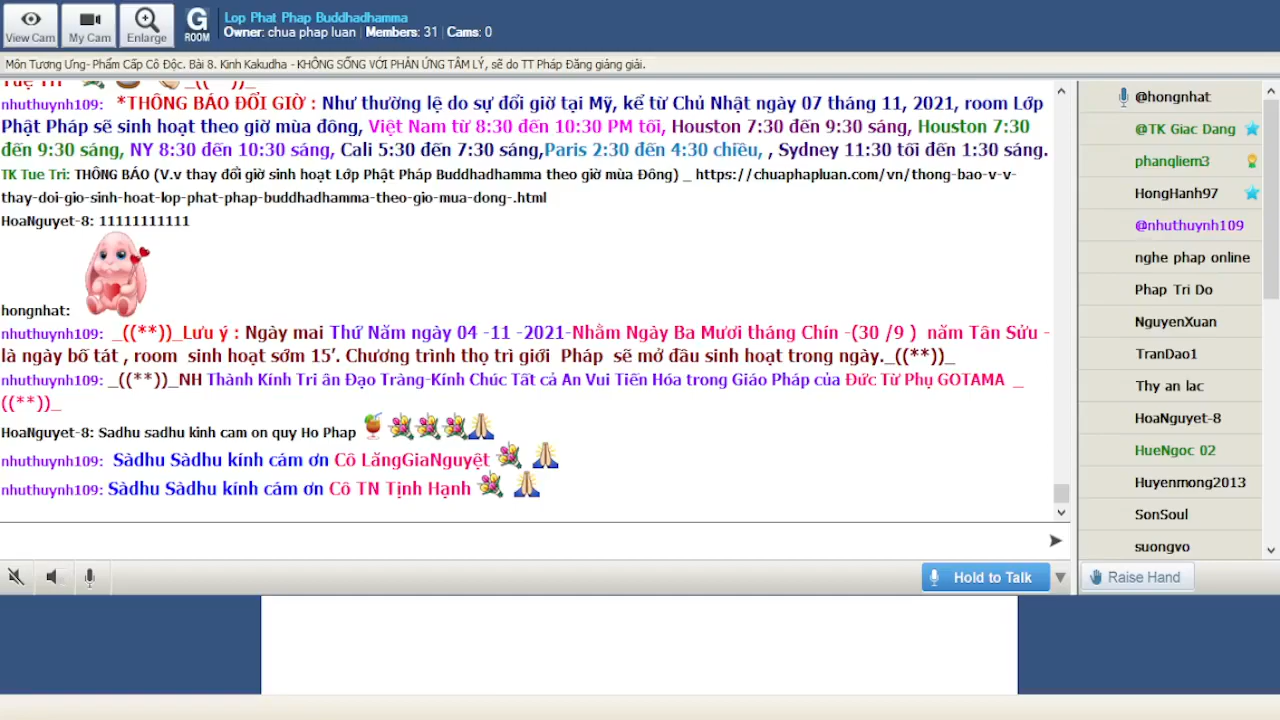 View Cam
My Cam
Enlarge
G
ROOM
Lop Phat Phap Buddhadhamma
Owner: chua phap luan | Members: 31 | Cams: 0
Môn Tương Ưng- Phẩm Cấp Cô Độc. Bài 8. Kinh Kakudha - KHÔNG SỐNG VỚI PHẢN ỨNG TÂM LÝ, sẽ do TT Pháp Đăng giảng giải.
nhuthuynh109: *THÔNG BÁO ĐỔI GIỜ : Như thường lệ do sự đổi giờ tại Mỹ, kể từ Chủ Nhật ngày 07 tháng 11, 2021, room Lớp
Phật Pháp sẽ sinh hoạt theo giờ mùa đông, Việt Nam từ 8:30 đến 10:30 PM tối, Houston 7:30 đến 9:30 sáng, Houston 7:30
đến 9:30 sáng, NY 8:30 đến 10:30 sáng, Cali 5:30 đến 7:30 sáng,Paris 2:30 đến 4:30 chiều, , Sydney 11:30 tối đến 1:30 sáng.
TK Tue Tri: THÔNG BÁO (V.v thay đổi giờ sinh hoạt Lớp Phật Pháp Buddhadhamma theo giờ mùa Đông) _ https://chuaphapluan.com/vn/thong-bao-v-v-
thay-doi-gio-sinh-hoat-lop-phat-phap-buddhadhamma-theo-gio-mua-dong-.html
HoaNguyet-8: 11111111111
hongnhat:
nhuthuynh109: _((**))_Lưu ý : Ngày mai Thứ Năm ngày 04 -11 -2021-Nhằm Ngày Ba Mươi tháng Chín -(30 /9 ) năm Tân Sửu -
là ngày bố tát , room sinh hoạt sớm 15’. Chương trình thọ trì giới Pháp sẽ mở đầu sinh hoạt trong ngày._((**))_
nhuthuynh109: _((**))_NH Thành Kính Tri ân Đạo Tràng-Kính Chúc Tất cả An Vui Tiến Hóa trong Giáo Pháp của Đức Từ Phụ GOTAMA _
((**))_
HoaNguyet-8: Sadhu sadhu kinh cam on quy Ho Phap
nhuthuynh109: Sàdhu Sàdhu kính cám ơn Cô LăngGiaNguyệt
nhuthuynh109: Sàdhu Sàdhu kính cám ơn Cô TN Tịnh Hạnh
Hold to Talk
@hongnhat
@TK Giac Dang
phanqliem3
HongHanh97
@nhuthuynh109
nghe phap online
Phap Tri Do
NguyenXuan
TranDao1
Thy an lac
HoaNguyet-8
HueNgoc 02
Huyenmong2013
SonSoul
suongvo
Raise Hand